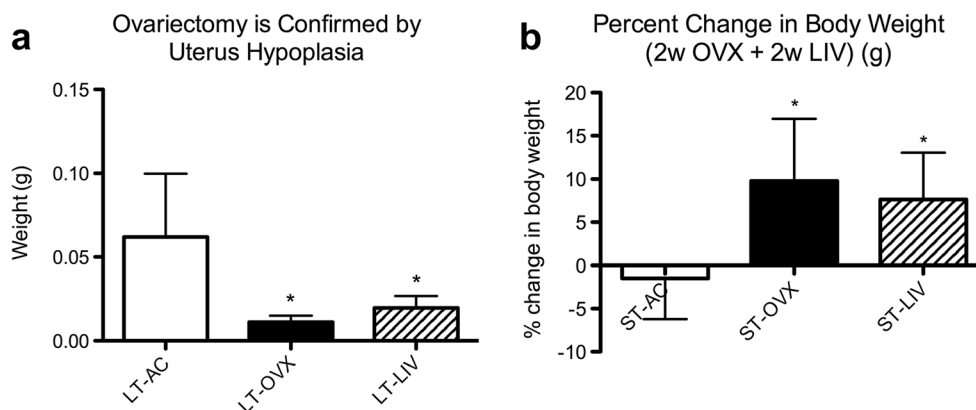 a
Ovariectomy is Confirmed by
Uterus Hypoplasia
Weight (g)
0.15
0.10
0.05
0.00
*
*
LT-AC
LT-OVX
LT-LIV
b
Percent Change in Body Weight
(2w OVX + 2w LIV) (g)
% change in body weight
20
15
10
5
0
-5
-10
*
*
ST-AC
ST-OVX
ST-LIV